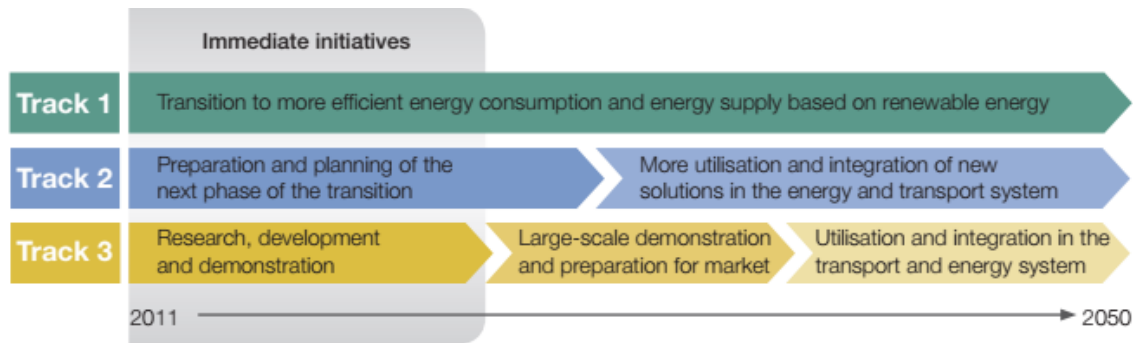 Immediate initiatives
Track 1
Transition to more efficient energy consumption and energy supply based on renewable energy
Track 2
Preparation and planning of the
next phase of the transition
More utilisation and integration of new
solutions in the energy and transport system
Track 3
Research, development
and demonstration
Large-scale demonstration
and preparation for market
Utilisation and integration in the
transport and energy system
2011
2050